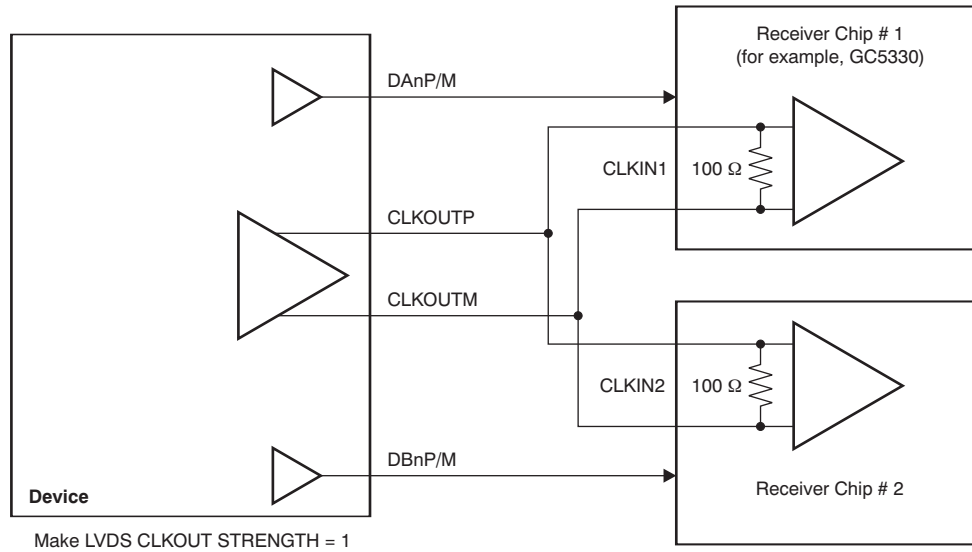 Receiver Chip # 1
(for example, GC5330)
DAnP/M
CLKIN1
100 Ω
CLKOUTP
CLKOUTM
CLKIN2
100 Ω
DBnP/M
Device
Receiver Chip # 2
Make LVDS CLKOUT STRENGTH = 1